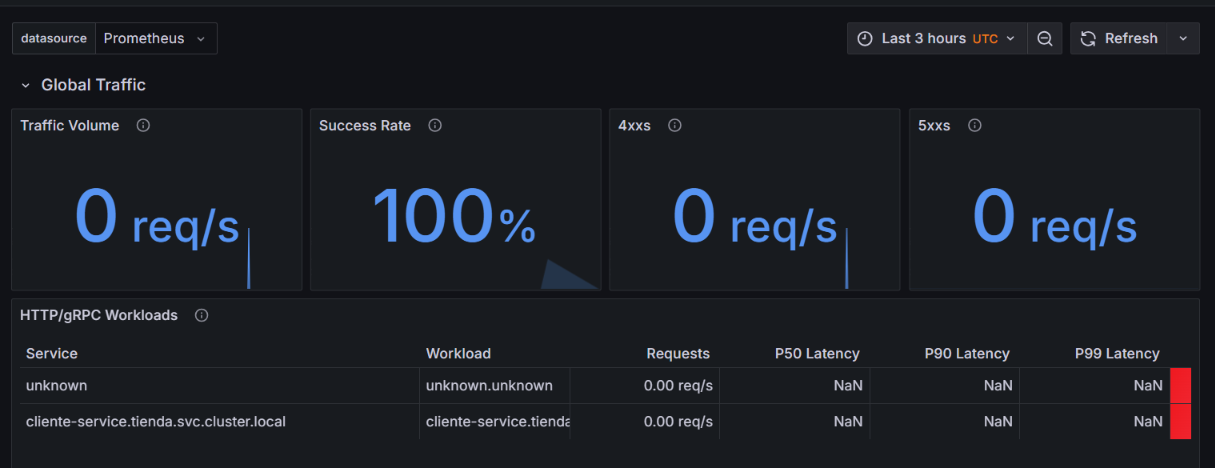 datasource Prometheus Last 3 hours UTC Refresh
Global Traffic
Traffic Volume Success Rate 4xxs 5xxs
0 req/s 100% 0 req/s 0 req/s
HTTP/gRPC Workloads
Service Workload Requests P50 Latency P90 Latency P99 Latency
unknown unknown.unknown 0.00 req/s NaN NaN NaN
cliente-service.tienda.svc.cluster.local cliente-service.tienda 0.00 req/s NaN NaN NaN